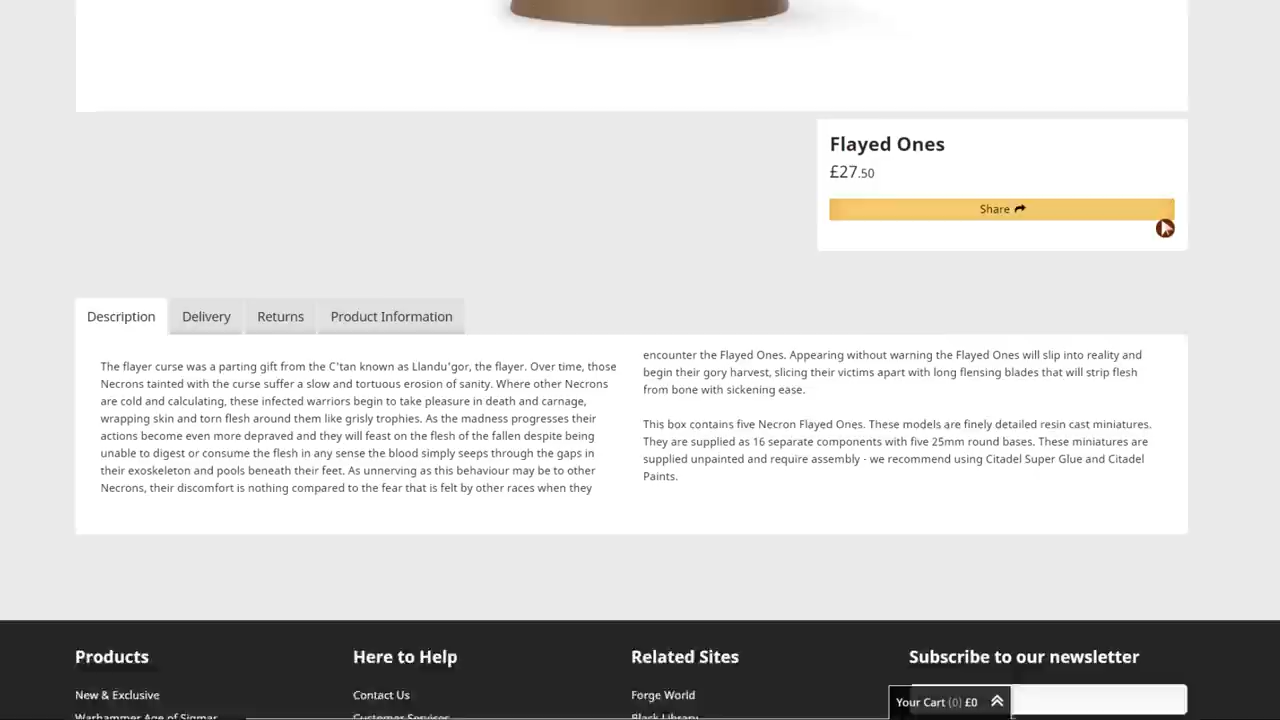 Flayed Ones
£27.50
Share
Description
Delivery
Returns
Product Information
The flayer curse was a parting gift from the C'tan known as Llandu'gor, the flayer. Over time, those
Necrons tainted with the curse suffer a slow and tortuous erosion of sanity. Where other Necrons
are cold and calculating, these infected warriors begin to take pleasure in death and carnage,
wrapping skin and torn flesh around them like grisly trophies. As the madness progresses their
actions become even more depraved and they will feast on the flesh of the fallen despite being
unable to digest or consume the flesh in any sense the blood simply seeps through the gaps in
their exoskeleton and pools beneath their feet. As unnerving as this behaviour may be to other
Necrons, their discomfort is nothing compared to the fear that is felt by other races when they
encounter the Flayed Ones. Appearing without warning the Flayed Ones will slip into reality and
begin their gory harvest, slicing their victims apart with long flensing blades that will strip flesh
from bone with sickening ease.
This box contains five Necron Flayed Ones. These models are finely detailed resin cast miniatures.
They are supplied as 16 separate components with five 25mm round bases. These miniatures are
supplied unpainted and require assembly - we recommend using Citadel Super Glue and Citadel
Paints.
Products
New & Exclusive
Warhammer Age of Sigmar
Here to Help
Contact Us
Customer Services
Related Sites
Forge World
Black Library
Subscribe to our newsletter
Your Cart (0) £0